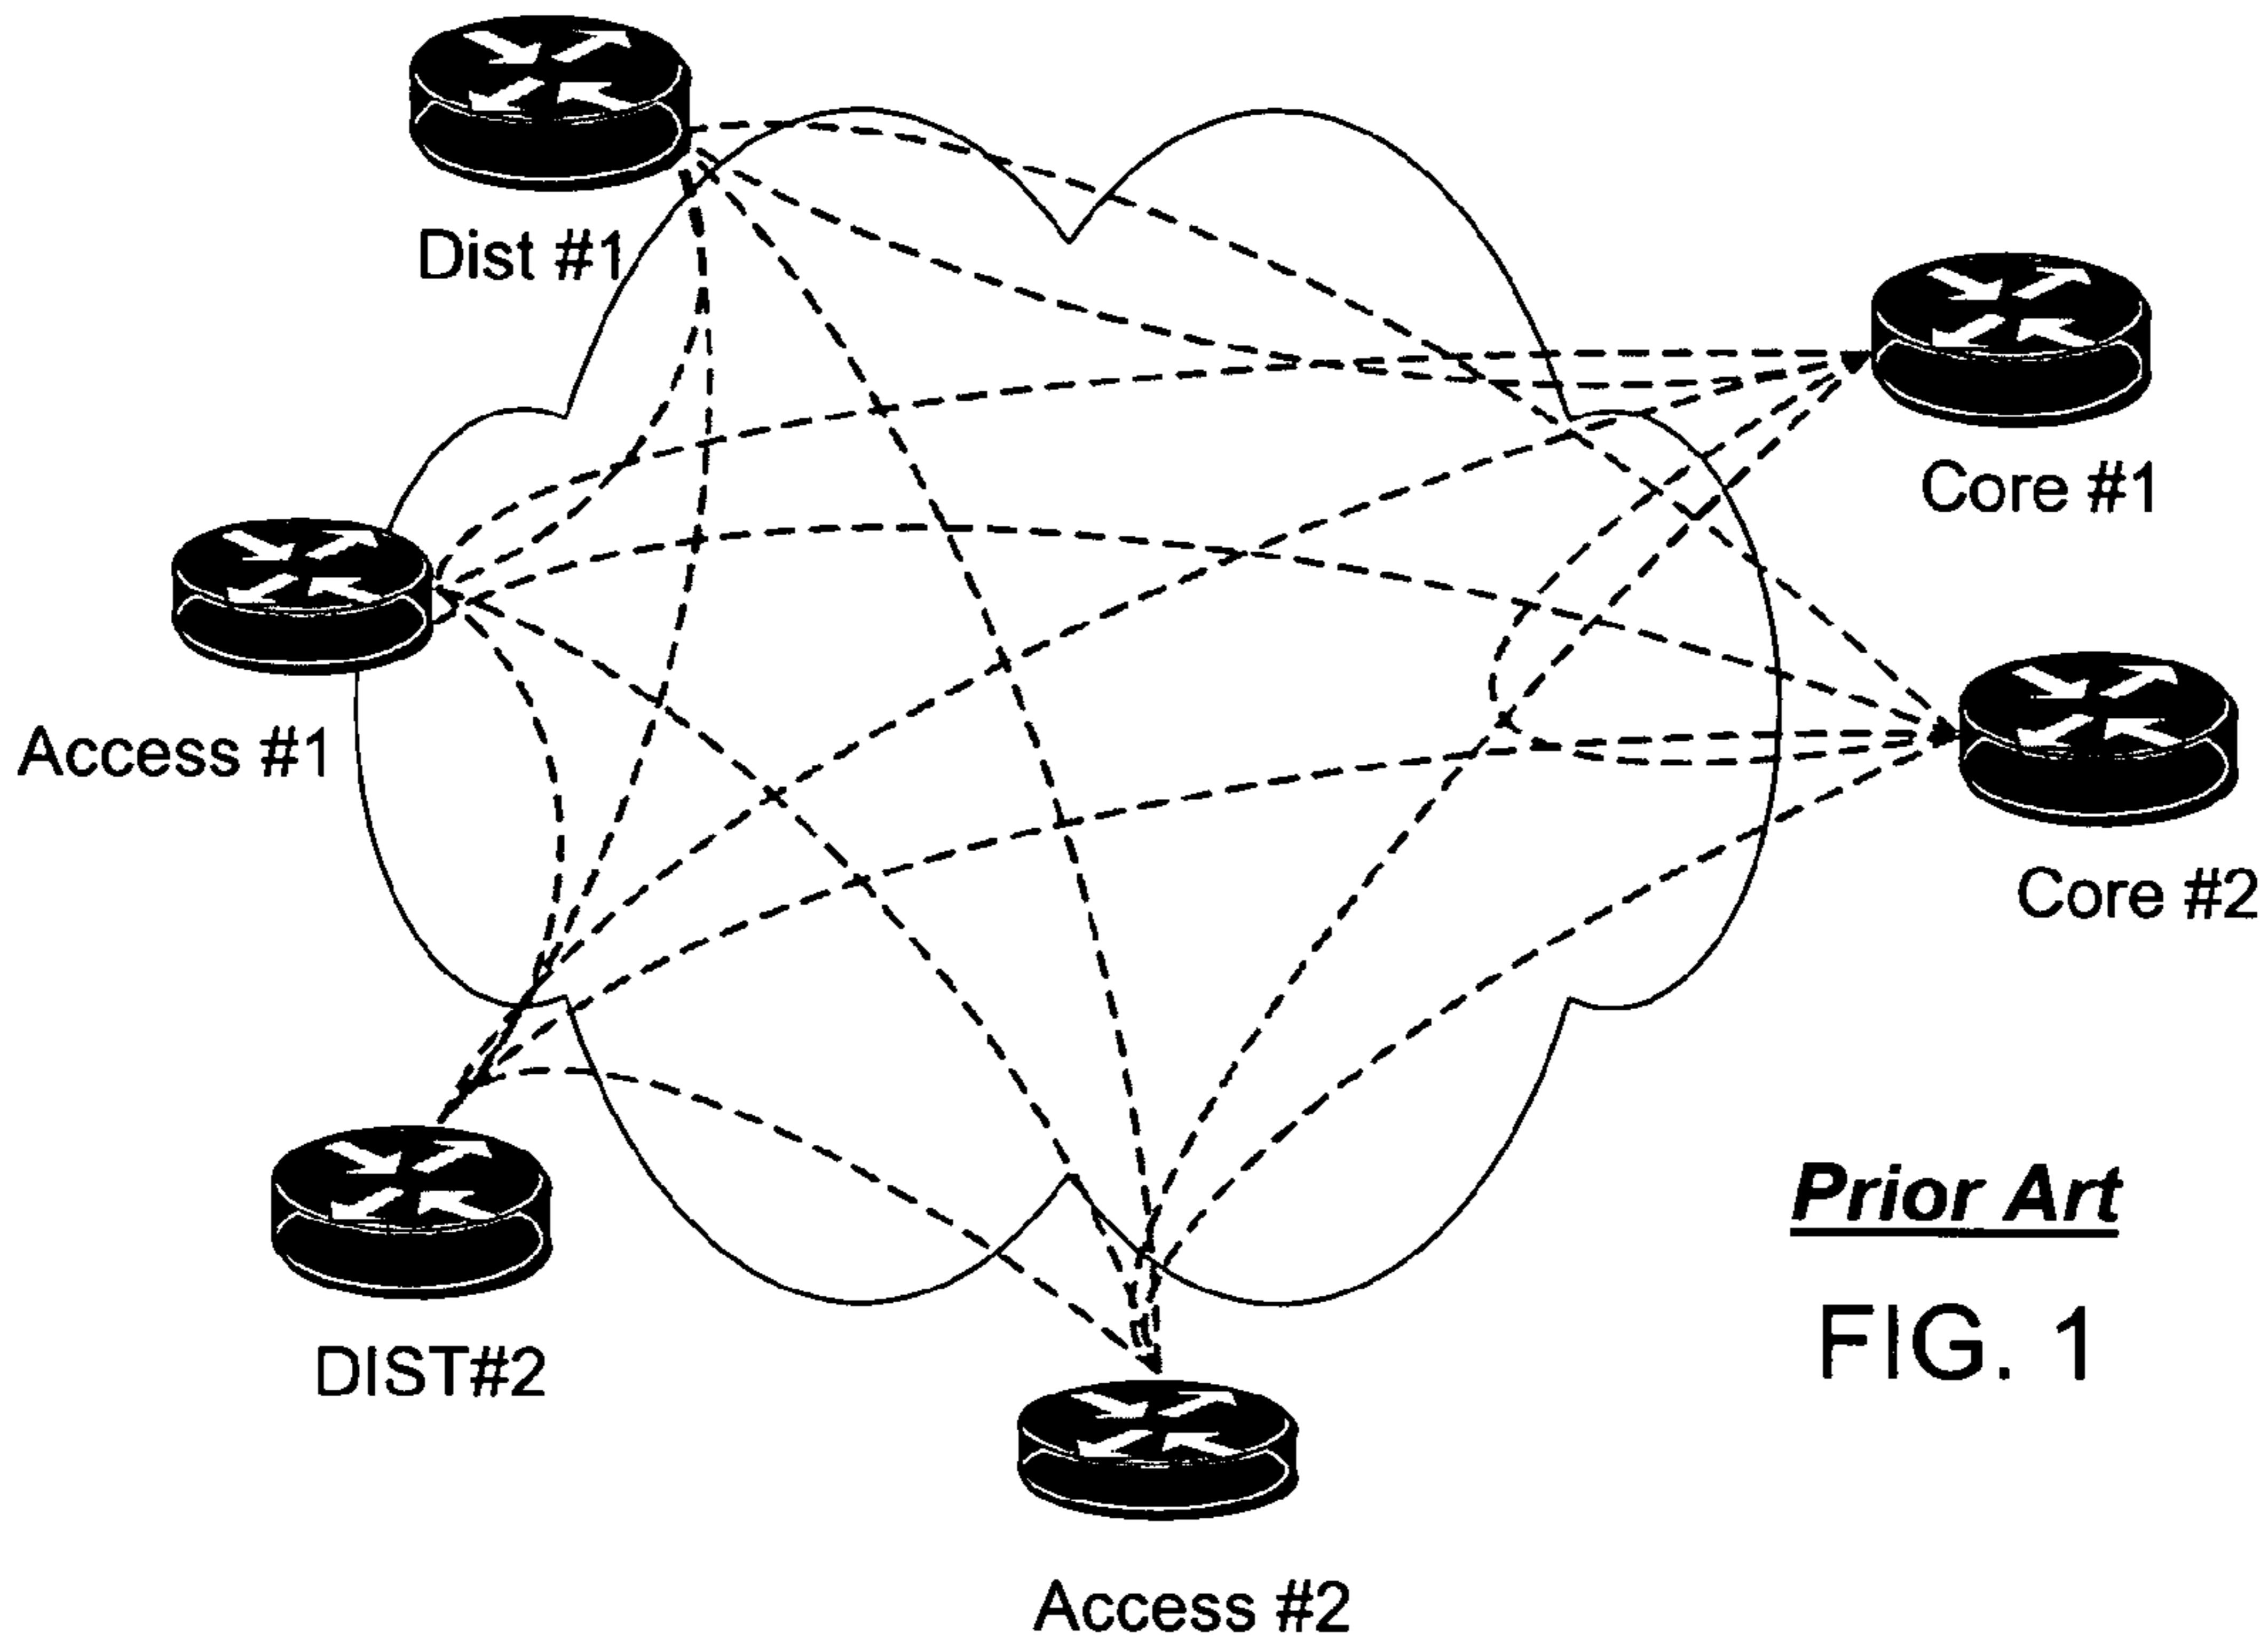 Dist #1
Core #1
Access #1
Core #2
Prior Art
FIG. 1
DIST#2
Access #2